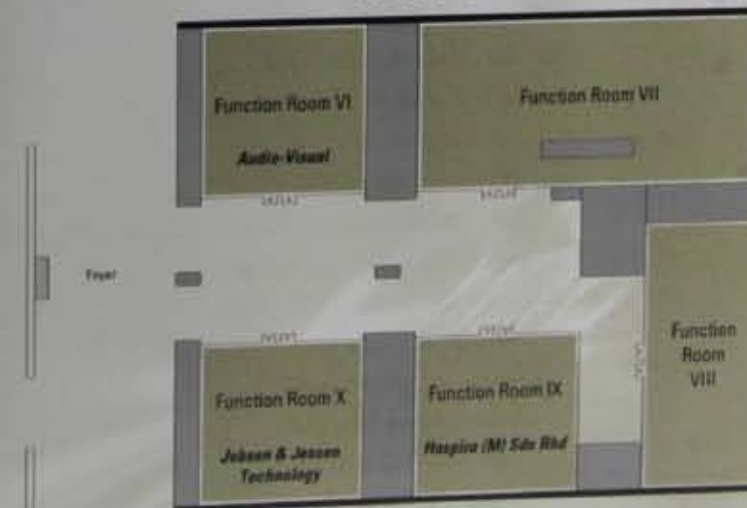 Function Room VI
Audio-Visual
Function Room VII
Foyer
Function Room X
Jebsen & Jessen
Technology
Function Room IX
Hospira (M) Sdn Bhd
Function
Room
VIII